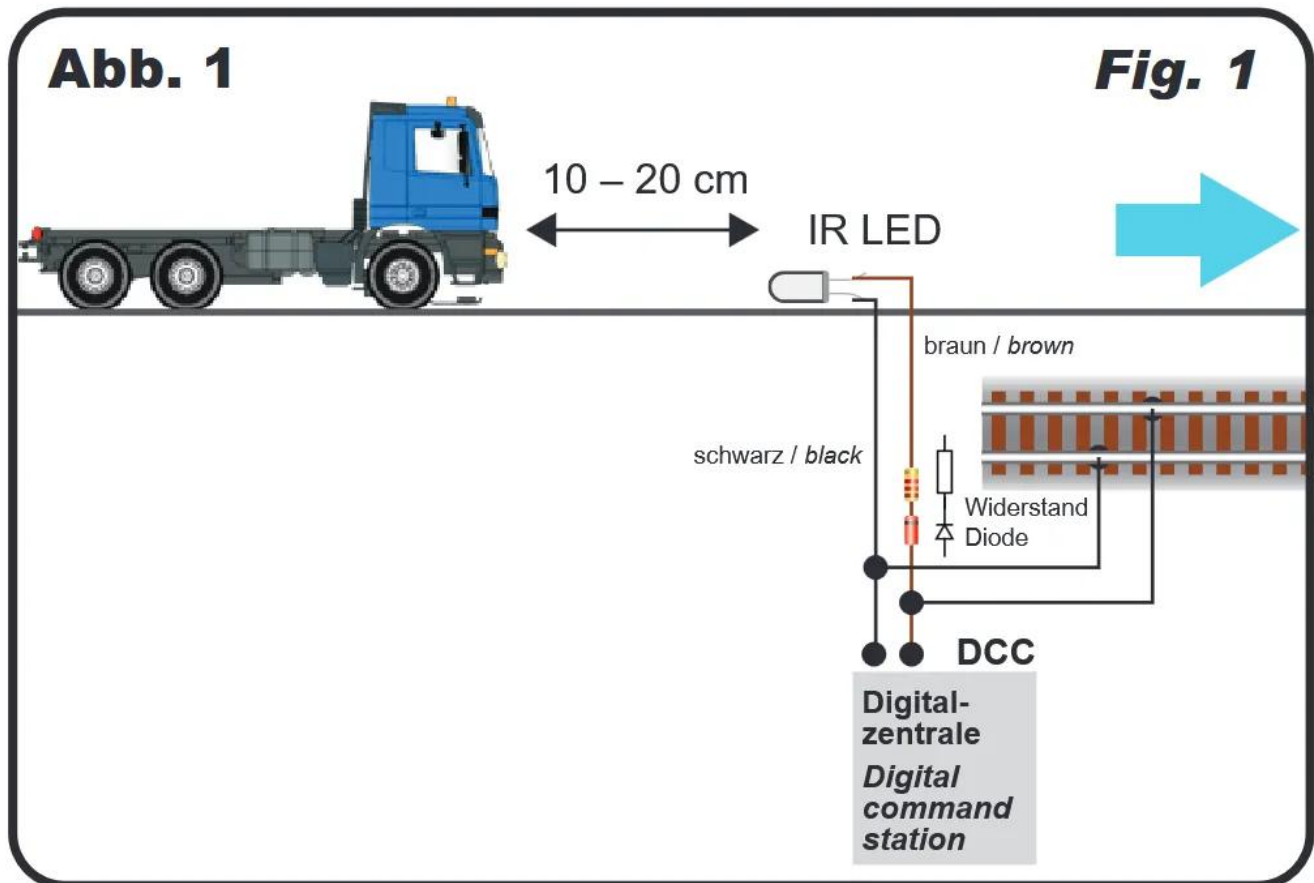 Abb. 1
Fig. 1
10 – 20 cm
IR LED
braun / brown
schwarz / black
Widerstand
Diode
DCC
Digital-
zentrale
Digital
command
station